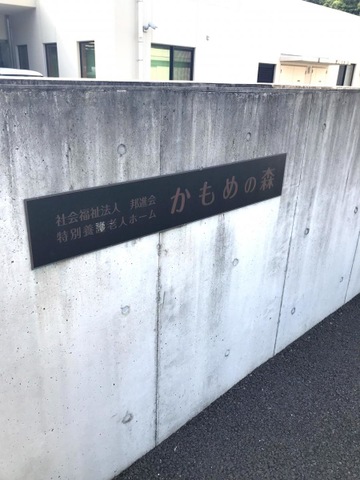 社会福祉法人 邦進会
特別養護老人ホーム
かもめの森